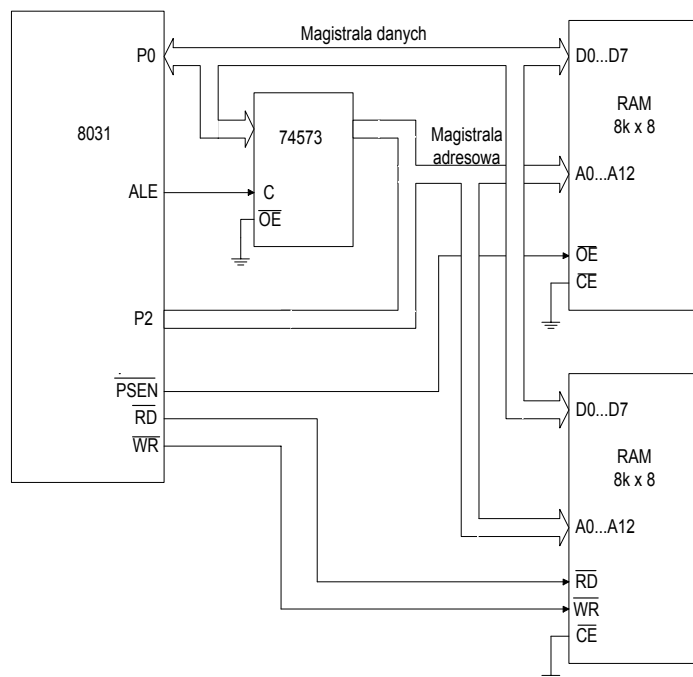 Magistrala danych
P0
D0...D7
RAM
8k x 8
8031
74573
Magistrala
adresowa
A0...A12
ALE
C
OE
OE
CE
P2
PSEN
RD
WR
D0...D7
RAM
8k x 8
A0...A12
RD
WR
CE